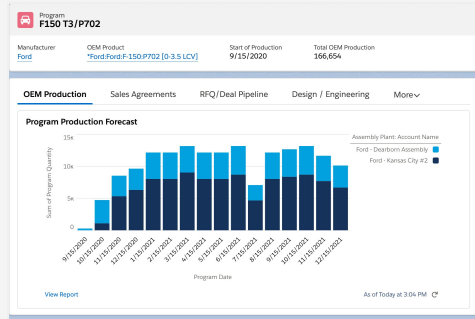 Program
F150 T3/P702
Manufacturer OEM Product Start of Production Total OEM Production
Ford *Ford:Ford:F-150:P702 [0-3.5 LCV] 9/15/2020 166,654
OEM Production Sales Agreements RFQ/Deal Pipeline Design / Engineering More
Program Production Forecast
Assembly Plant: Account Name
Ford - Dearborn Assembly
Ford - Kansas City #2
Sum of Program Quantity
15k
10k
5k
0
9/15/2020 10/15/2020 11/15/2020 12/15/2020 1/15/2021 2/15/2021 3/15/2021 4/15/2021 5/15/2021 6/15/2021 7/15/2021 8/15/2021 9/15/2021 10/15/2021 11/15/2021 12/15/2021
Program Date
View Report As of Today at 3:04 PM